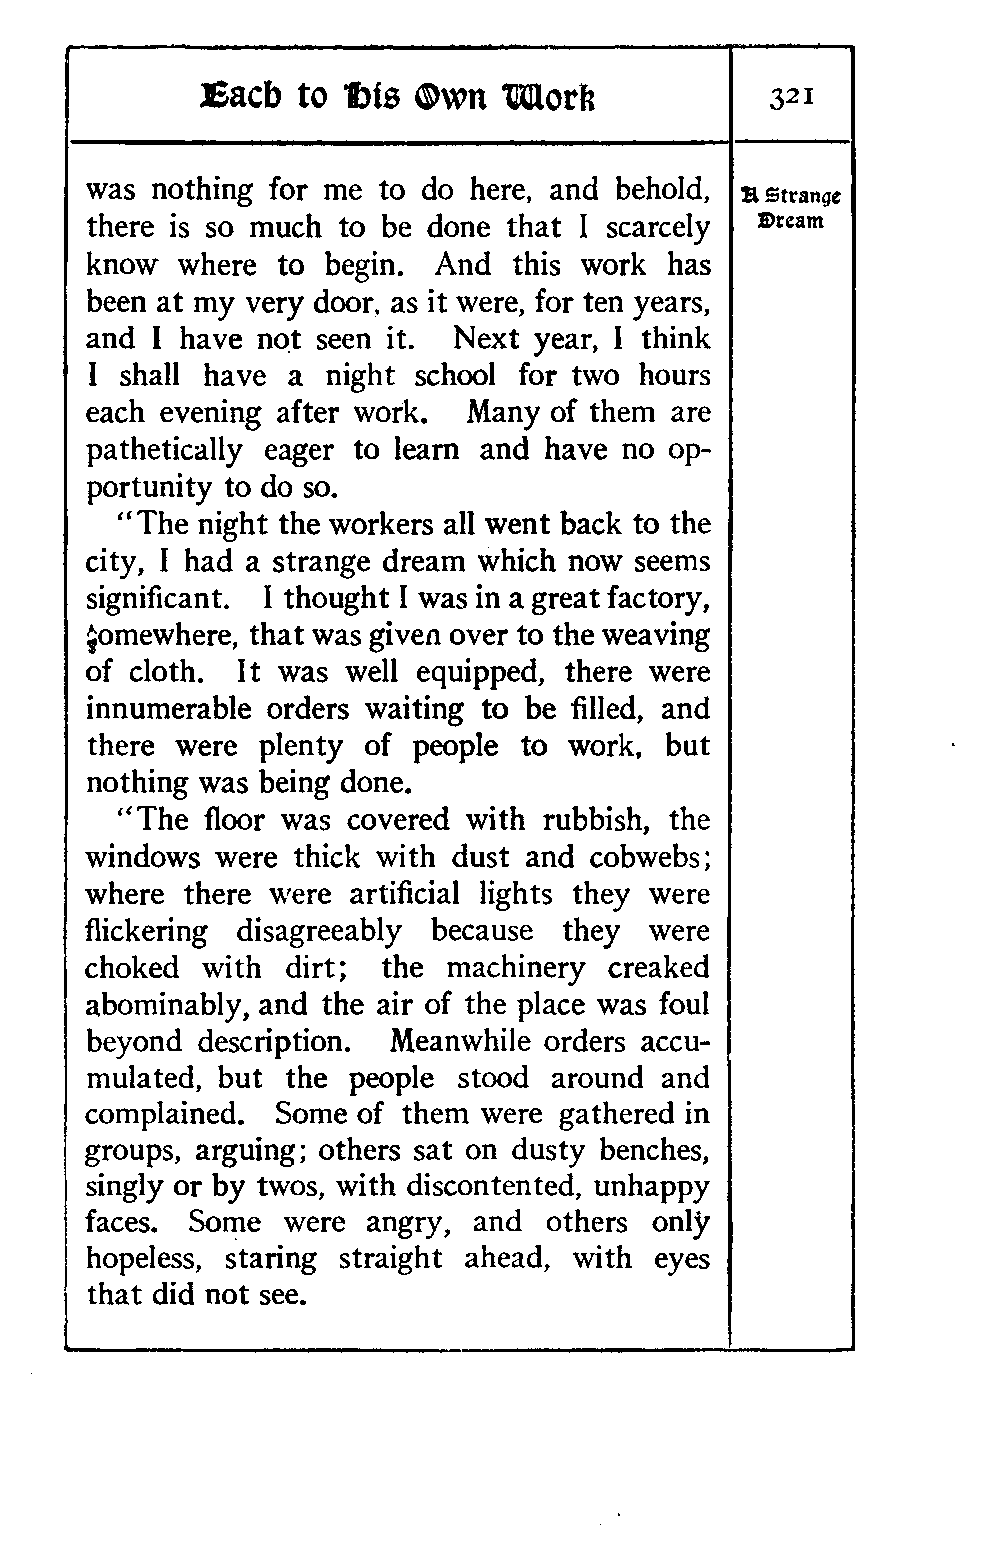 Each to His Own Work
321
A Strange
Dream
was nothing for me to do here, and behold,
there is so much to be done that I scarcely
know where to begin. And this work has
been at my very door, as it were, for ten years,
and I have not seen it. Next year, I think
I shall have a night school for two hours
each evening after work. Many of them are
pathetically eager to learn and have no op-
portunity to do so.
"The night the workers all went back to the
city, I had a strange dream which now seems
significant. I thought I was in a great factory,
somewhere, that was given over to the weaving
of cloth. It was well equipped, there were
innumerable orders waiting to be filled, and
there were plenty of people to work, but
nothing was being done.
"The floor was covered with rubbish, the
windows were thick with dust and cobwebs;
where there were artificial lights they were
flickering disagreeably because they were
choked with dirt; the machinery creaked
abominably, and the air of the place was foul
beyond description. Meanwhile orders accu-
mulated, but the people stood around and
complained. Some of them were gathered in
groups, arguing; others sat on dusty benches,
singly or by twos, with discontented, unhappy
faces. Some were angry, and others only
hopeless, staring straight ahead, with eyes
that did not see.